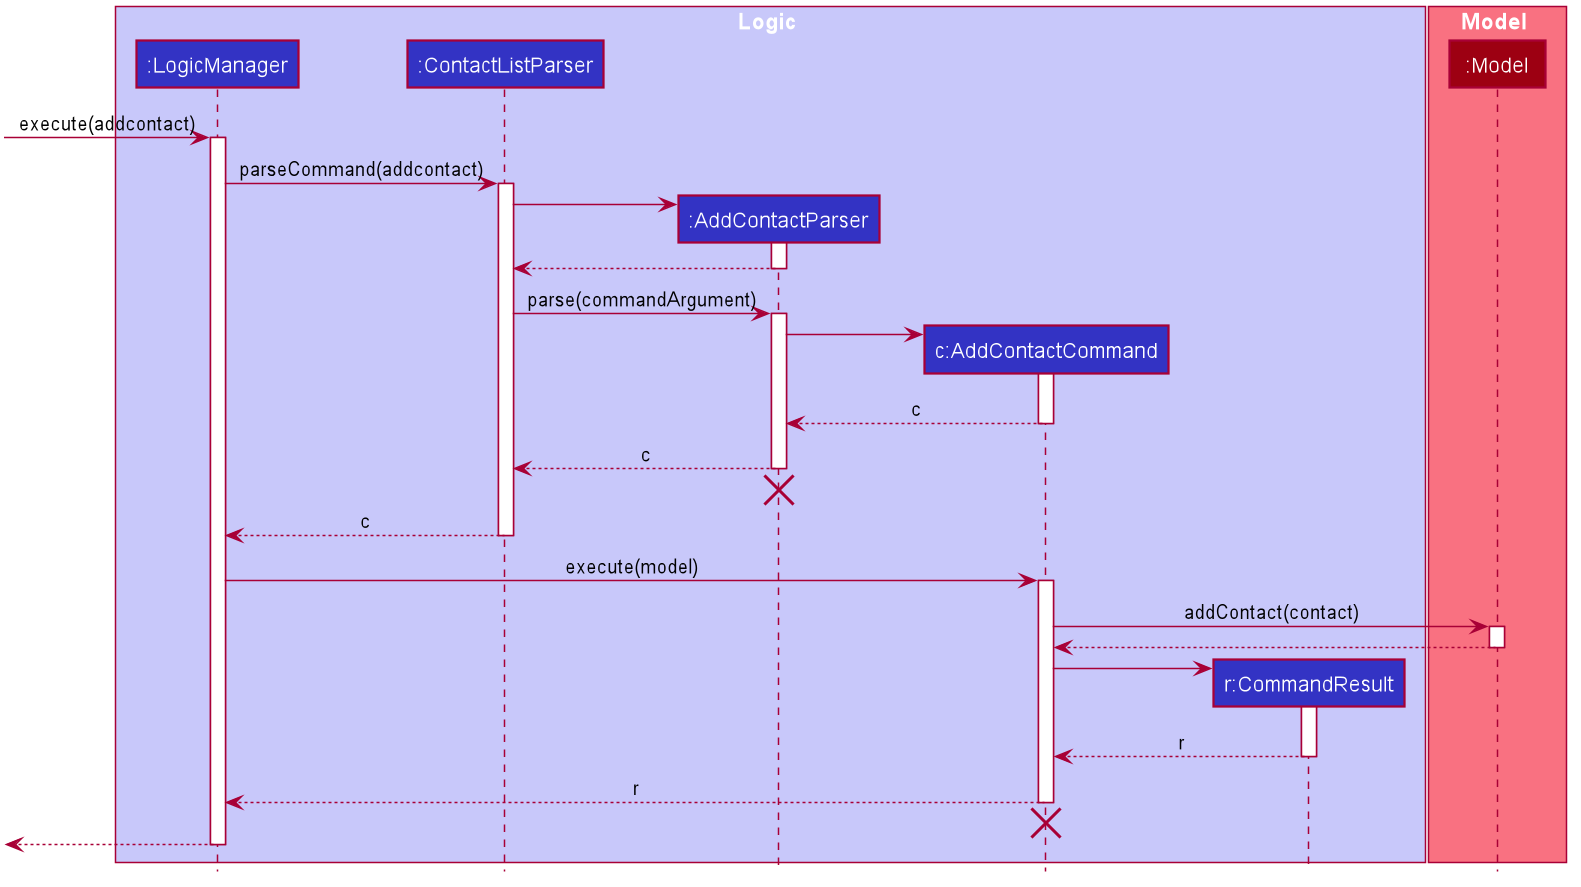 Logic
Model
:LogicManager
:ContactListParser
:Model
execute(addcontact)
parseCommand(addcontact)
:AddContactParser
parse(commandArgument)
c:AddContactCommand
c
c
c
execute(model)
addContact(contact)
r:CommandResult
r
r